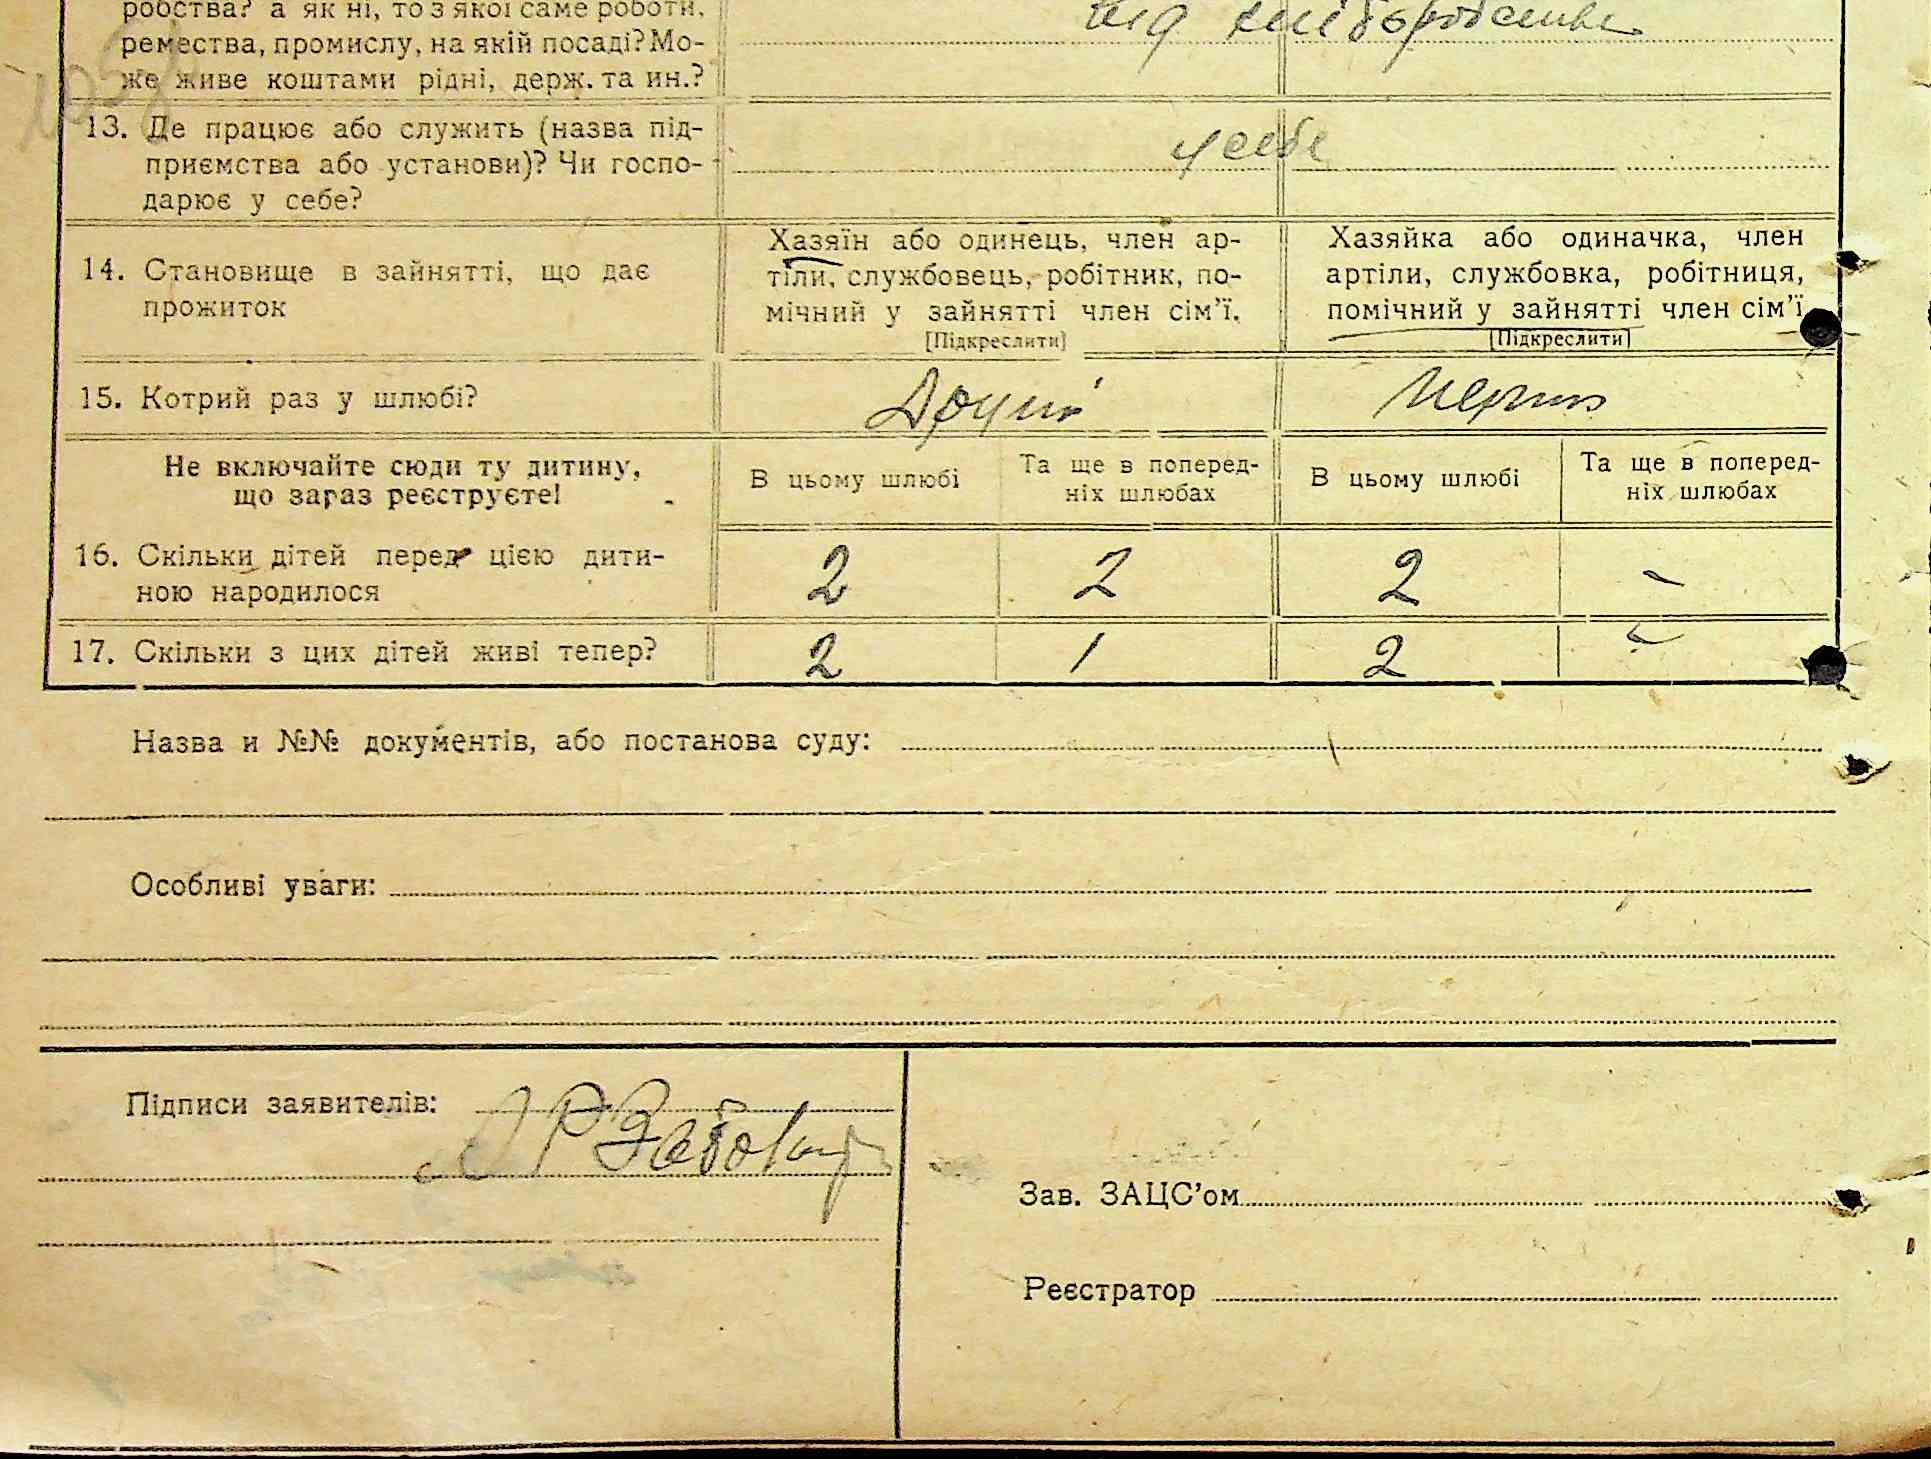 робства? а як ні, то з якої саме роботи,
ремества, промислу, на якій посаді? Мо-
же живе коштами рідні, держ. та ин.?
від хліборобства
13. Де працює або служить (назва під-
приємства або установи)? Чи госпо-
дарює у себе?
у себе
14. Становище в зайнятті, що дає
прожиток
Хазяїн або одинець, член ар-
тіли, службовець, робітник, по-
мічний у зайнятті член сім'ї.
[Підкреслити]
Хазяйка або одиначка, член
артіли, службовка, робітниця,
помічний у зайнятті член сім'ї
[Підкреслити]
15. Котрий раз у шлюбі?
Другий
Перший
Не включайте сюди ту дитину,
що зараз реєструєте!
В цьому шлюбі
Та ще в поперед-
ніх шлюбах
В цьому шлюбі
Та ще в поперед-
ніх шлюбах
16. Скільки дітей перед цією дити-
ною народилося
2 2 2 -
17. Скільки з цих дітей живі тепер?
2 1 2 -
Назва и №№ документів, або постанова суду:
Особливі уваги:
Підписи заявителів:
Зав. ЗАЦС'ом
Реєстратор